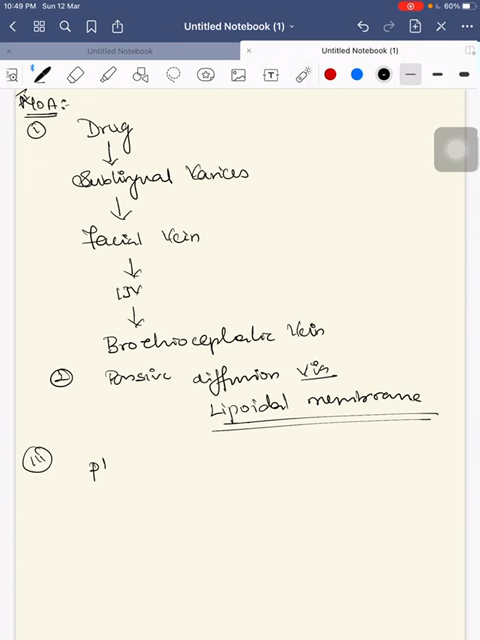 10:49 PM Sun 12 Mar 60%
Untitled Notebook (1)
Untitled Notebook Untitled Notebook (1)
MOA:-
① Drug
↓
Sublingual Varices
↓
Facial Vein
↓
IJV
↓
Brochiocephalic Vein
② Passive diffusion via
Lipoidal membrane
iii